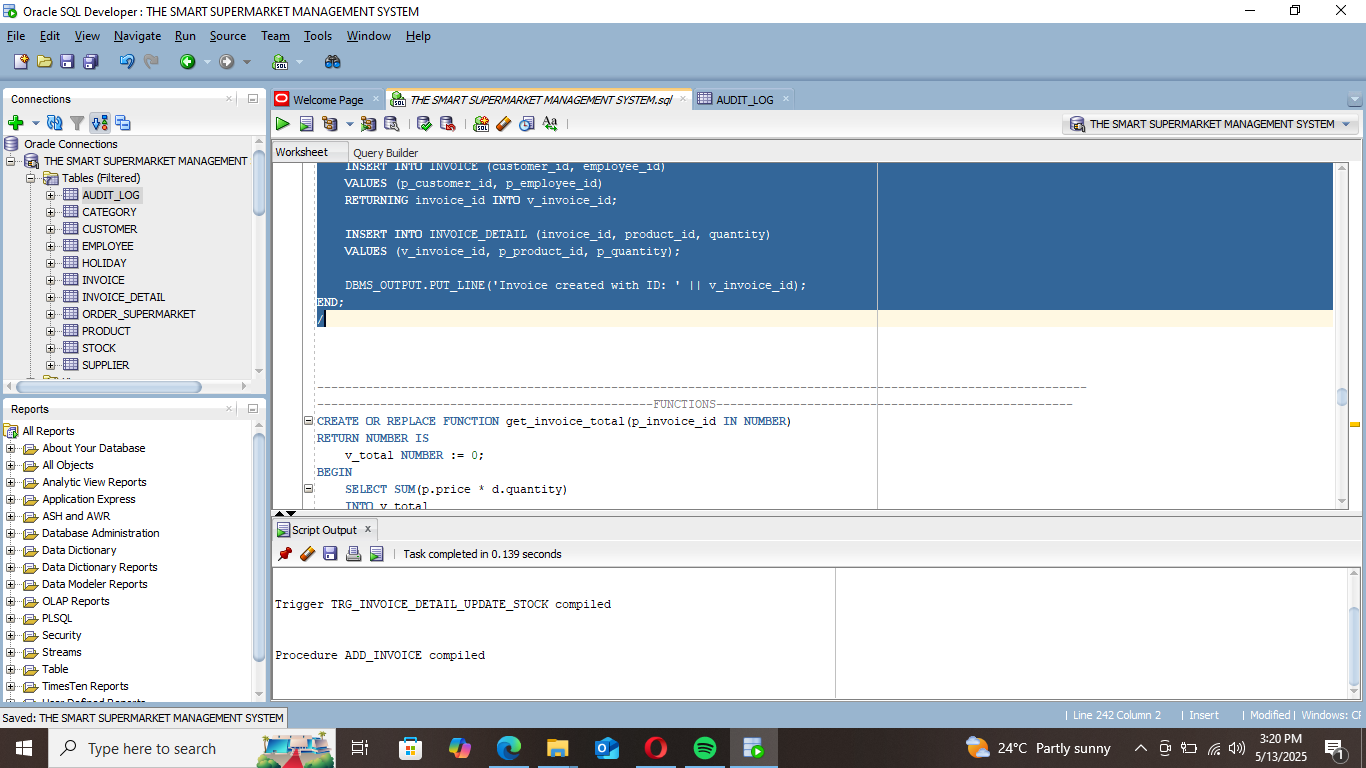 Oracle SQL Developer : THE SMART SUPERMARKET MANAGEMENT SYSTEM
File Edit View Navigate Run Source Team Tools Window Help
Connections
Oracle Connections
THE SMART SUPERMARKET MANAGEMENT
Tables (Filtered)
AUDIT_LOG
CATEGORY
CUSTOMER
EMPLOYEE
HOLIDAY
INVOICE
INVOICE_DETAIL
ORDER_SUPERMARKET
PRODUCT
STOCK
SUPPLIER
Reports
All Reports
About Your Database
All Objects
Analytic View Reports
Application Express
ASH and AWR
Database Administration
Data Dictionary
Data Dictionary Reports
Data Modeler Reports
OLAP Reports
PLSQL
Security
Streams
Table
TimesTen Reports
User Defined Reports
Welcome Page
THE SMART SUPERMARKET MANAGEMENT SYSTEM.sql
AUDIT_LOG
THE SMART SUPERMARKET MANAGEMENT SYSTEM
Worksheet Query Builder
INSERT INTO INVOICE (customer_id, employee_id)
VALUES (p_customer_id, p_employee_id)
RETURNING invoice_id INTO v_invoice_id;
INSERT INTO INVOICE_DETAIL (invoice_id, product_id, quantity)
VALUES (v_invoice_id, p_product_id, p_quantity);
DBMS_OUTPUT.PUT_LINE('Invoice created with ID: ' || v_invoice_id);
END;
/
--------------------------------------------------------------------------------------------------------------
------------------------------------------------FUNCTIONS---------------------------------------------------
CREATE OR REPLACE FUNCTION get_invoice_total(p_invoice_id IN NUMBER)
RETURN NUMBER IS
v_total NUMBER := 0;
BEGIN
SELECT SUM(p.price * d.quantity)
INTO v_total
Script Output
Task completed in 0.139 seconds
Trigger TRG_INVOICE_DETAIL_UPDATE_STOCK compiled
Procedure ADD_INVOICE compiled
Saved: THE SMART SUPERMARKET MANAGEMENT SYSTEM
| Line 242 Column 2 | Insert | Modified | Windows: CF
Type here to search
24°C Partly sunny
3:20 PM
5/13/2025
1